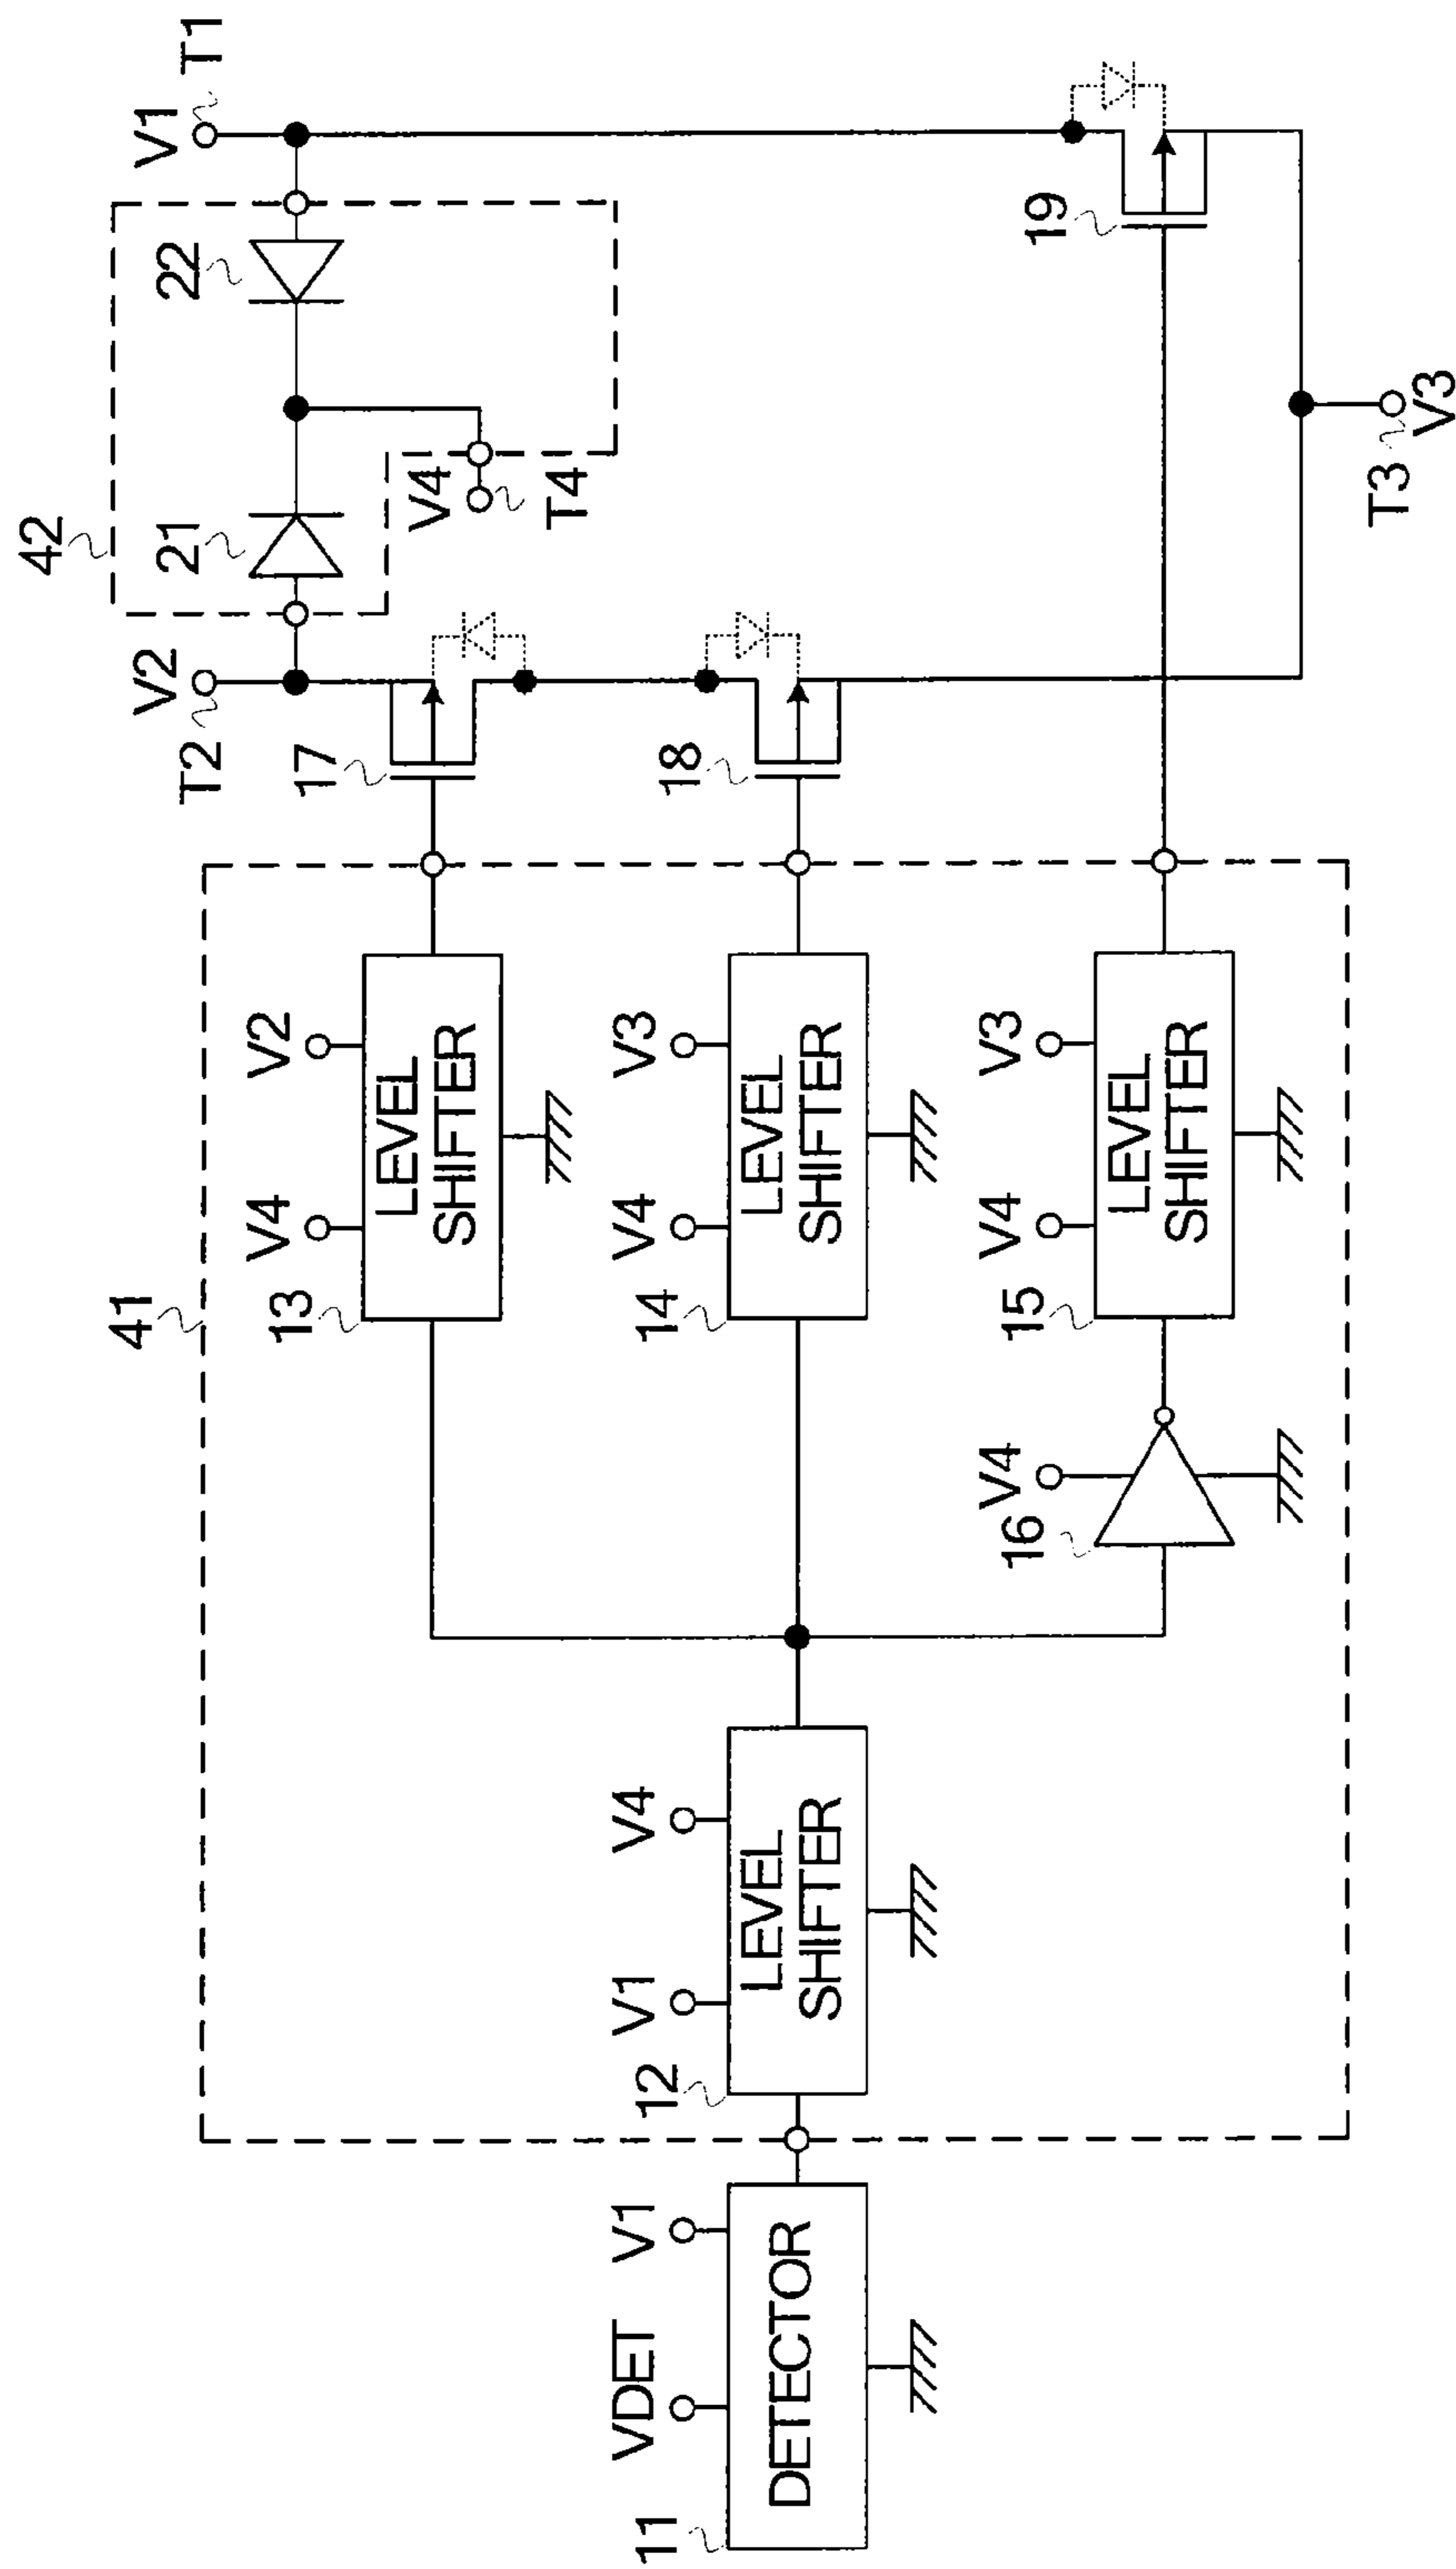 11
VDET
V1
DETECTOR
12
V1
V4
LEVEL
SHIFTER
41
13
V4
V2
LEVEL
SHIFTER
14
V4
V3
LEVEL
SHIFTER
16
V4
15
V4
V3
LEVEL
SHIFTER
T2
V2
17
18
19
42
21
22
V4
T4
V1
T1
T3
V3